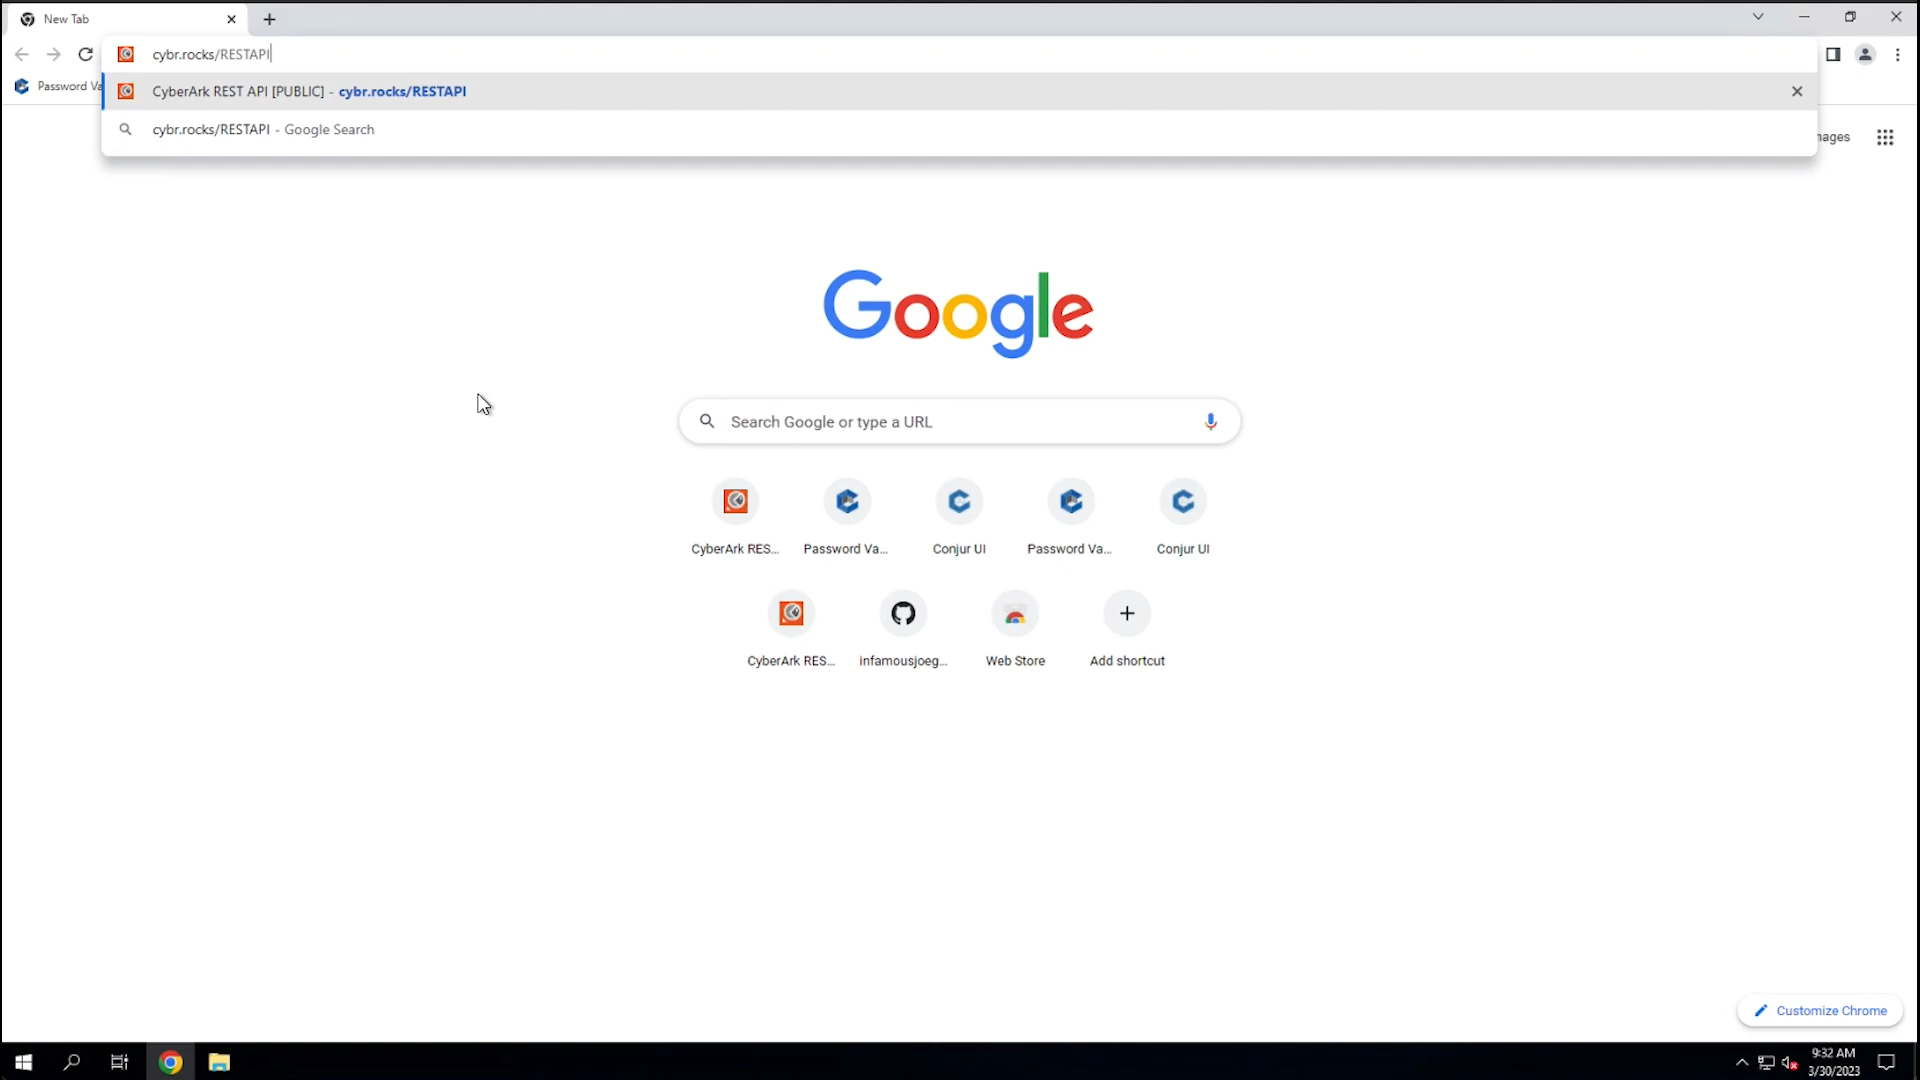 New Tab
cybr.rocks/RESTAPI
Password Va
CyberArk REST API [PUBLIC] - cybr.rocks/RESTAPI
cybr.rocks/RESTAPI - Google Search
Google
Search Google or type a URL
CyberArk RES... Password Va... Conjur UI Password Va... Conjur UI
CyberArk RES... infamousjoeg... Web Store Add shortcut
Customize Chrome
9:32 AM
3/30/2023